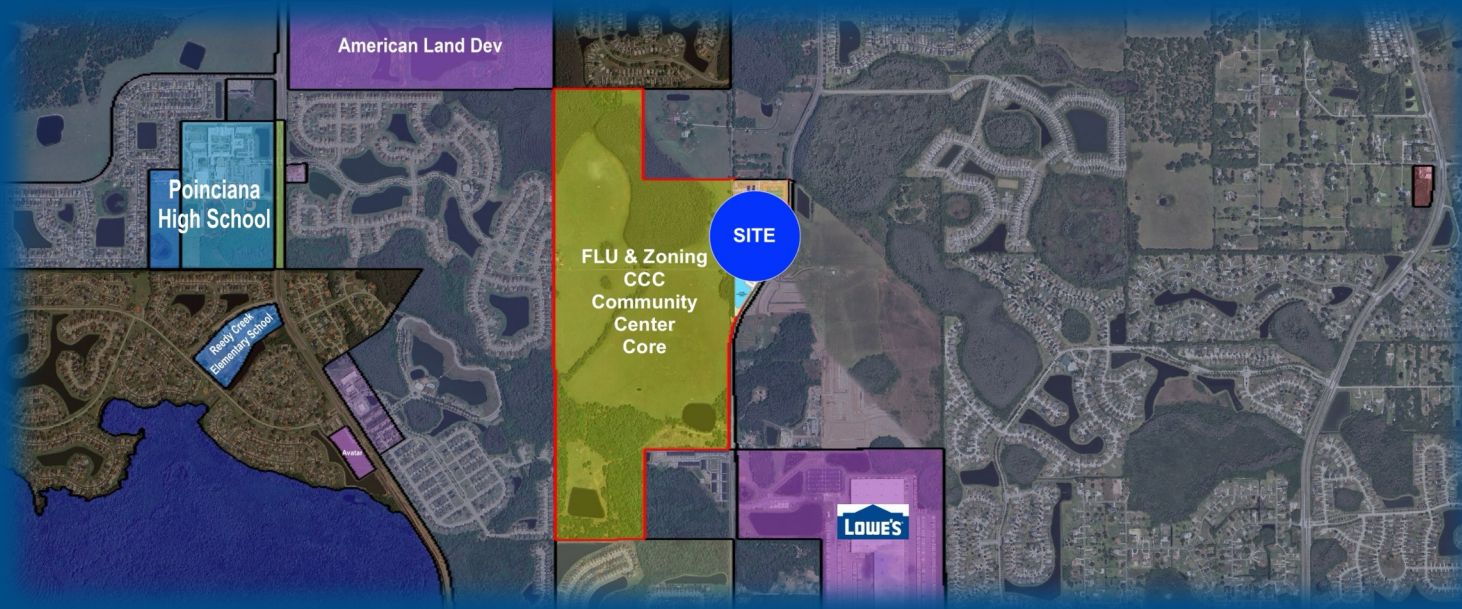 American Land Dev
Poinciana
High School
SITE
FLU & Zoning
CCC
Community
Center
Core
Reedy Creek
Elementary School
Avatar
LOWE'S